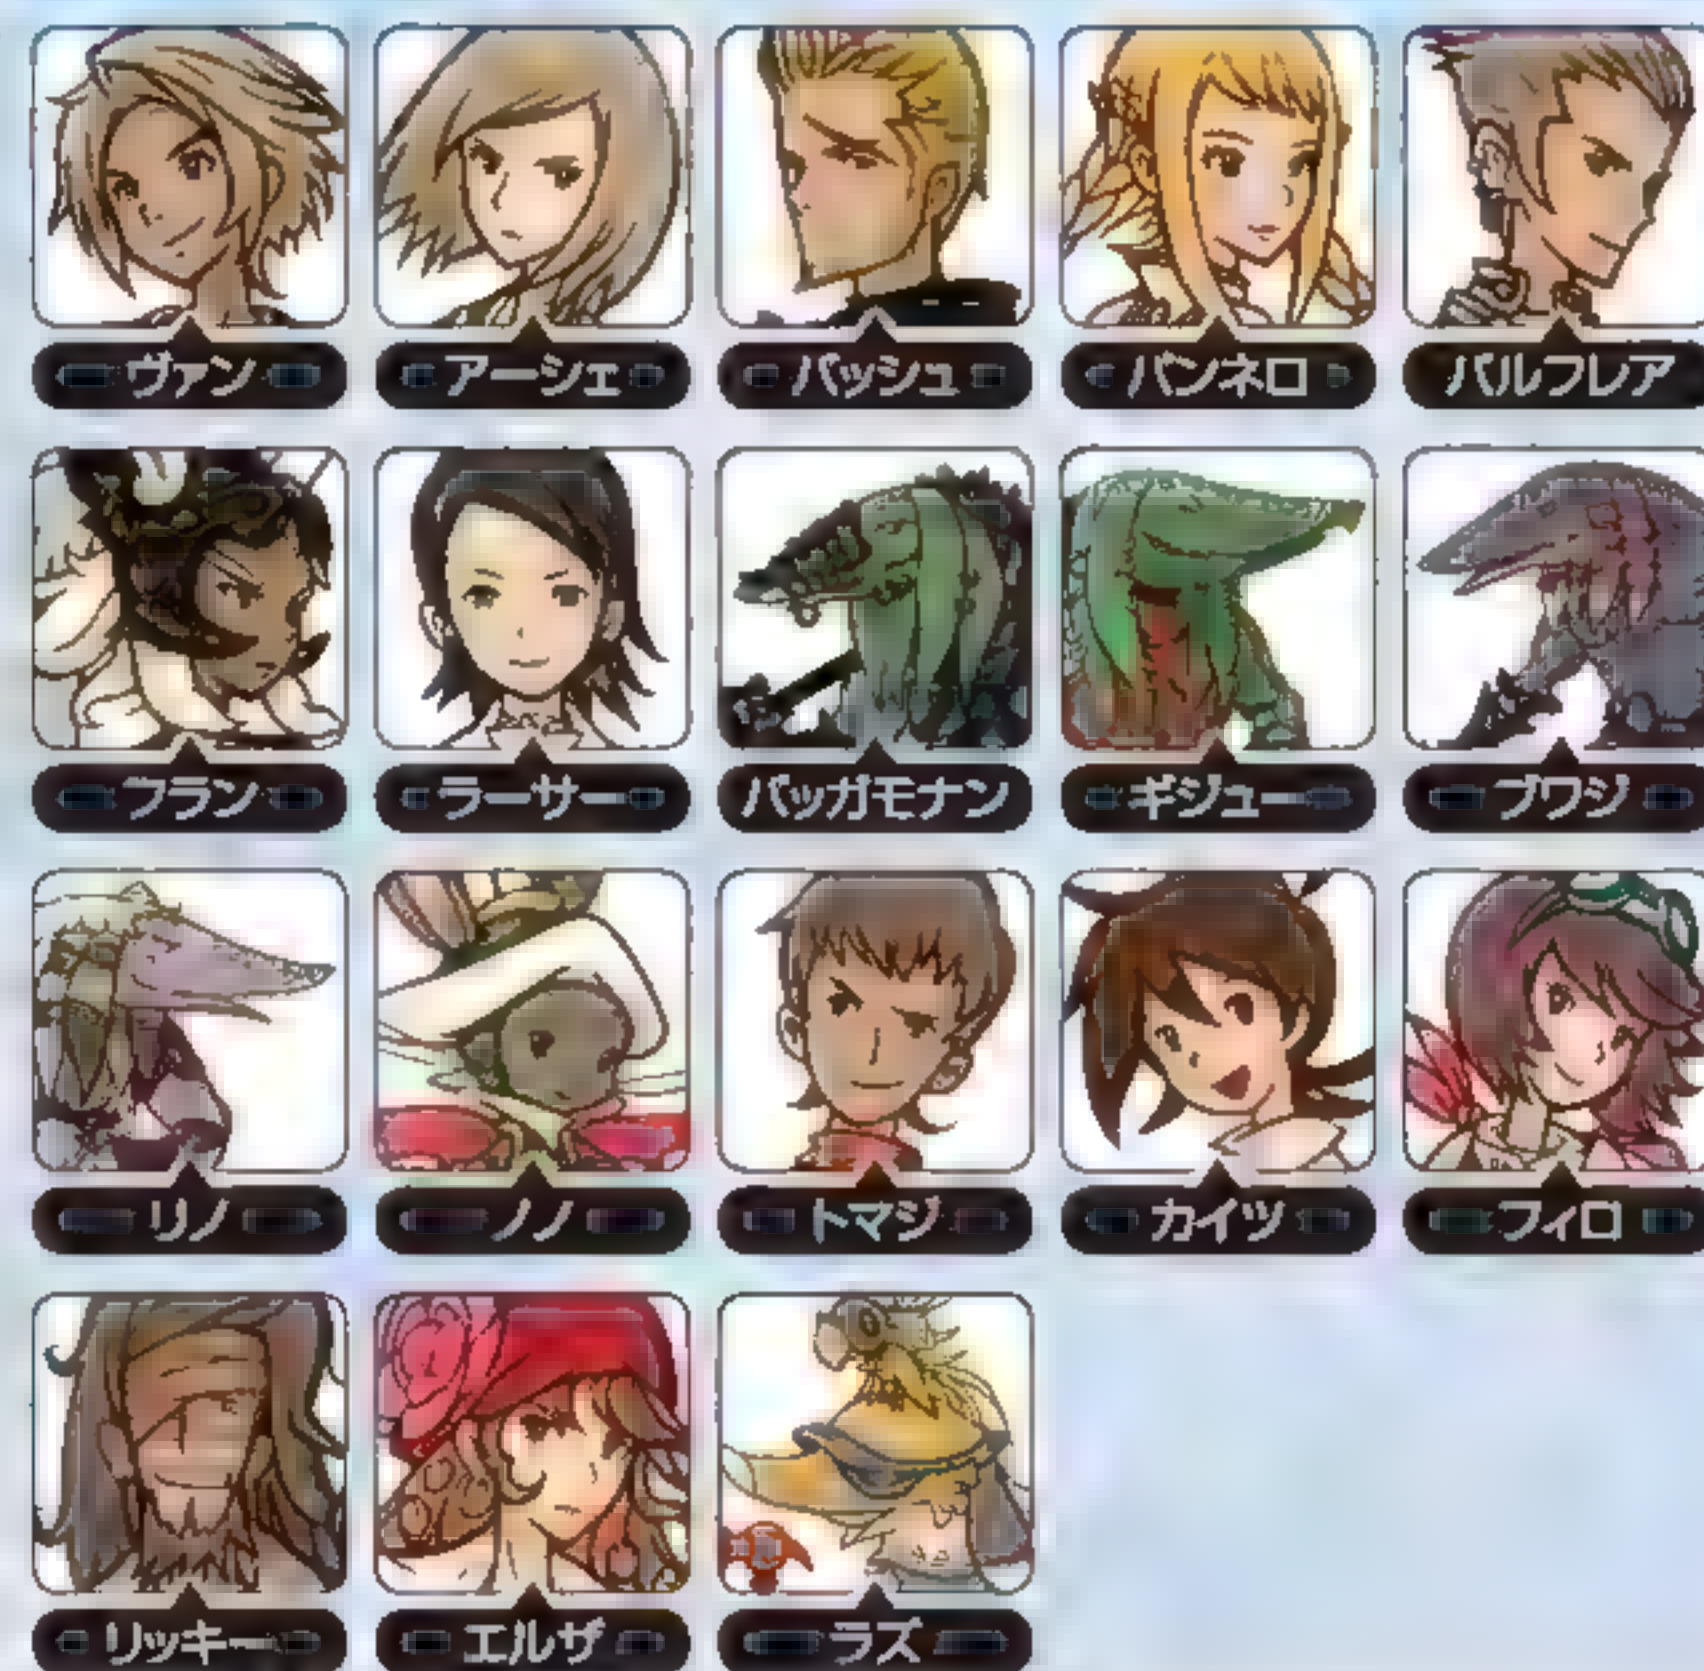 ヴァン
アーシェ
バッシュ
パンネロ
バルフレア
フラン
ラーサー
バッガモナン
ギジュー
ブワジ
リノ
ノノ
トマジ
カイツ
フィロ
リッキー
エルザ
ラズ